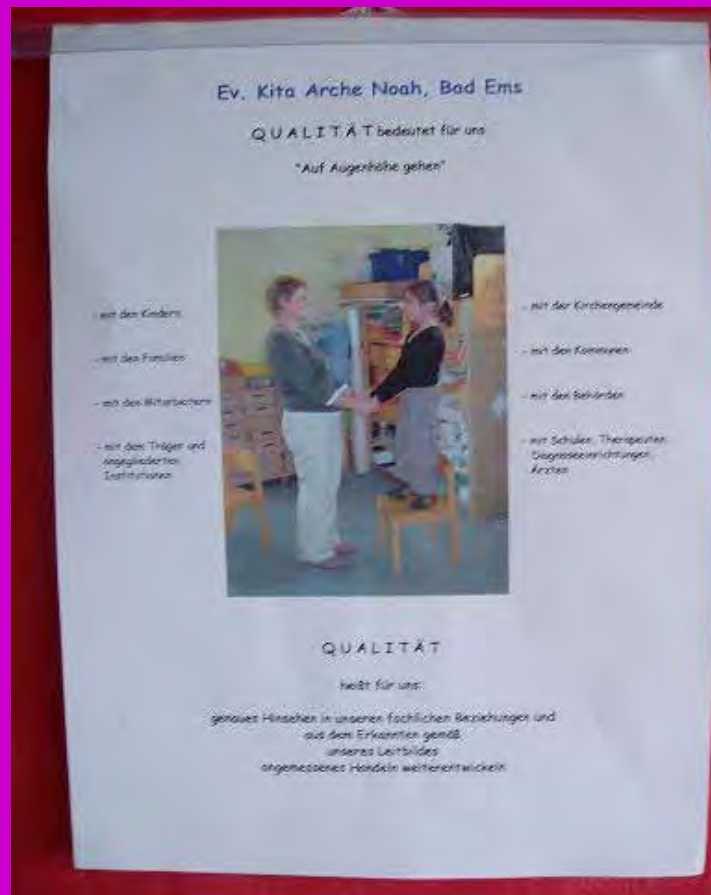 Ev. Kita Arche Noah, Bad Ems
Q U A L I T Ä T bedeutet für uns
"Auf Augenhöhe gehen"
- mit den Kindern
- mit den Familien
- mit den Mitarbeitern
- mit dem Träger und
angegliederten
Institutionen
- mit der Kirchengemeinde
- mit den Kommunen
- mit den Behörden
- mit Schulen, Therapeuten,
Diagnoseeinrichtungen,
Ärzten
Q U A L I T Ä T
heißt für uns:
genaues Hinsehen in unseren fachlichen Beziehungen und
aus dem Erkannten gemäß
unseres Leitbildes
angemessenes Handeln weiterentwickeln